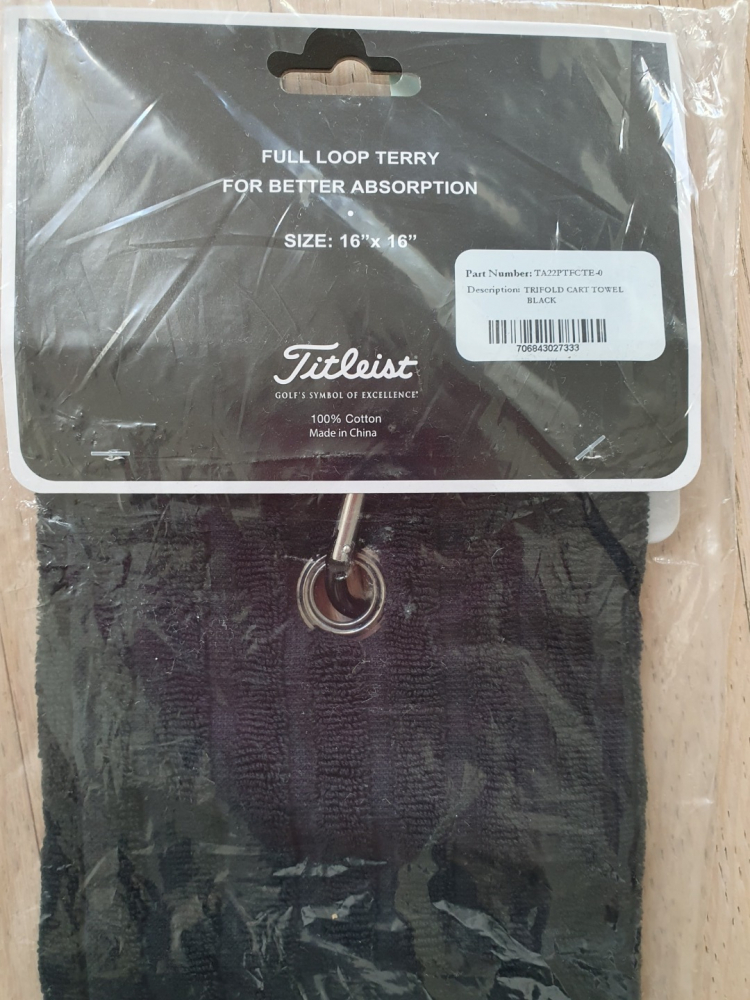 FULL LOOP TERRY
FOR BETTER ABSORPTION
•
SIZE: 16”x 16”
Part Number: TA22PTFCTE-0
Description: TRIFOLD CART TOWEL
BLACK
706843027333
Titleist
GOLF'S SYMBOL OF EXCELLENCE
100% Cotton
Made in China